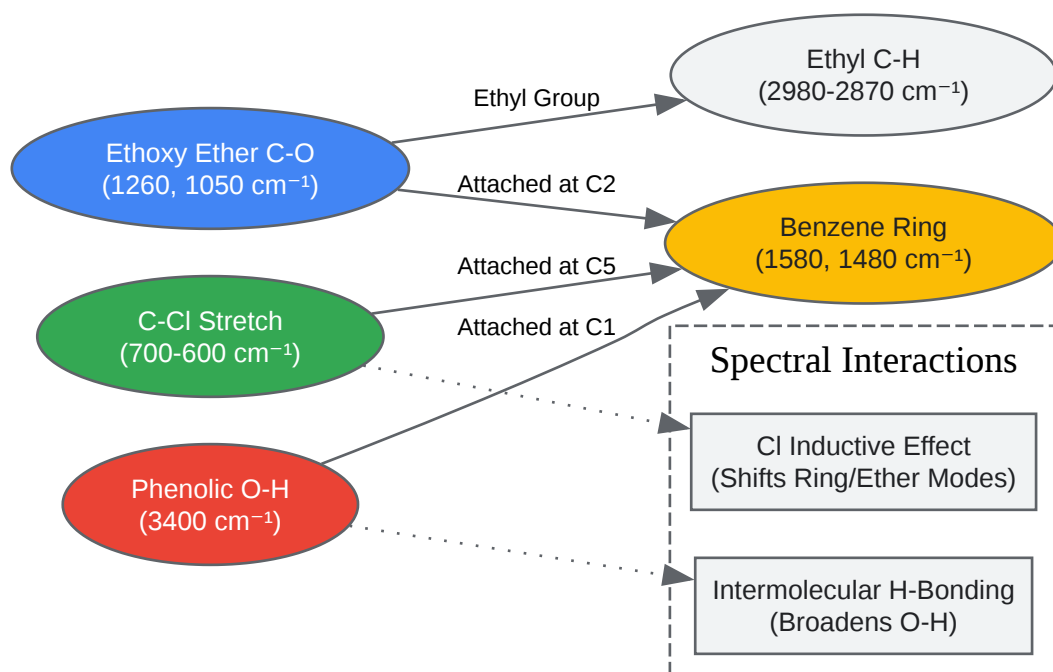 Ethyl C-H
(2980-2870 cm⁻¹)
Ethyl Group
Ethoxy Ether C-O
(1260, 1050 cm⁻¹)
Attached at C2
Benzene Ring
(1580, 1480 cm⁻¹)
Attached at C5
C-Cl Stretch
(700-600 cm⁻¹)
Attached at C1
Spectral Interactions
Cl Inductive Effect
(Shifts Ring/Ether Modes)
Phenolic O-H
(3400 cm⁻¹)
Intermolecular H-Bonding
(Broadens O-H)